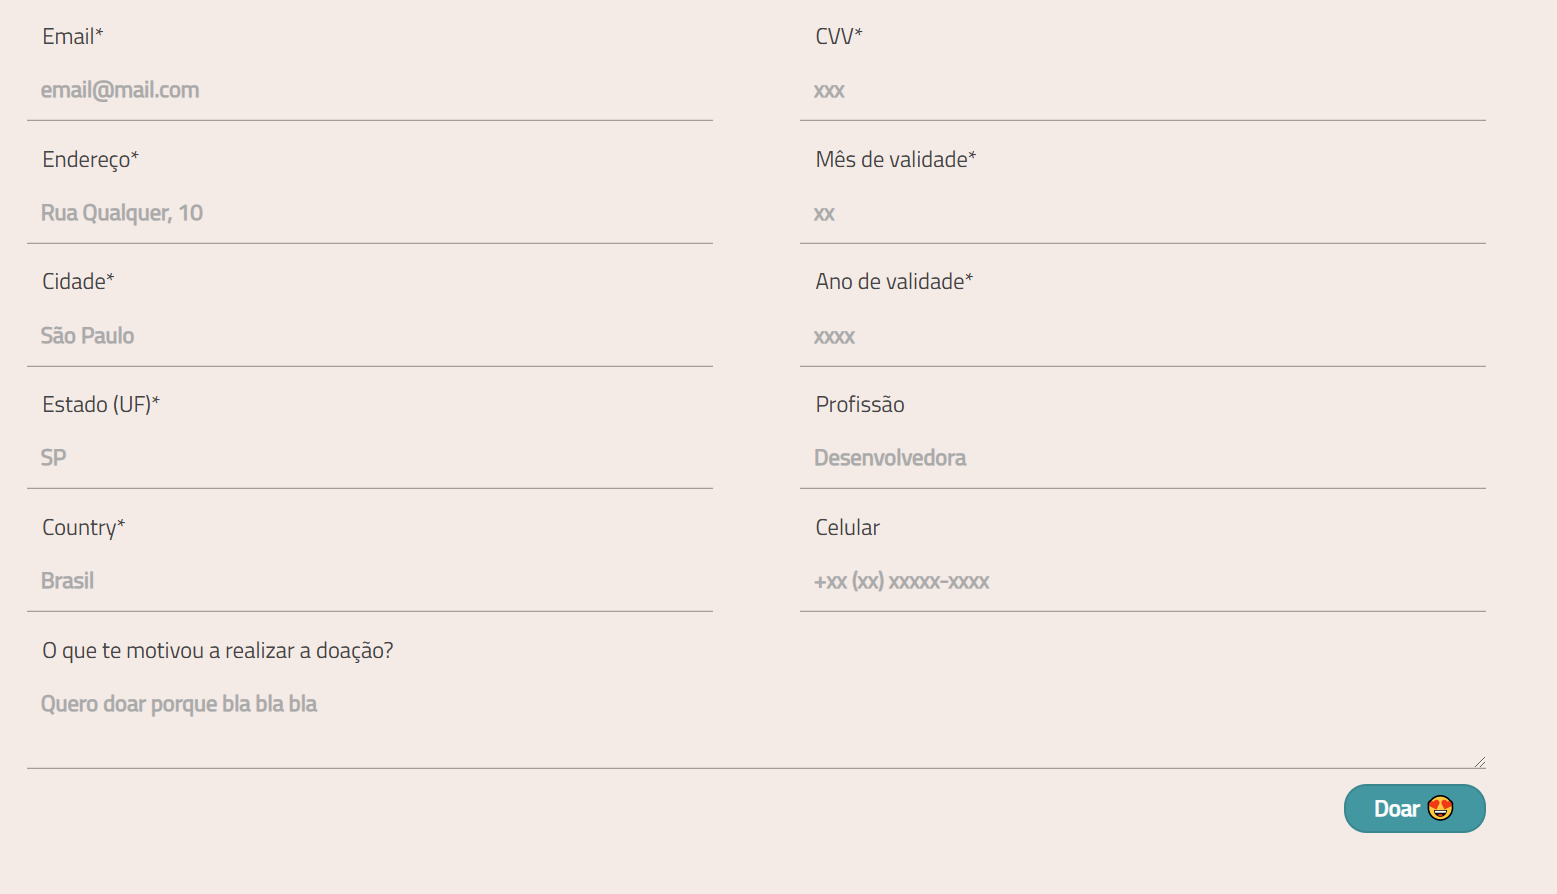 Email*
email@mail.com
CVV*
xxx
Endereço*
Rua Qualquer, 10
Mês de validade*
xx
Cidade*
São Paulo
Ano de validade*
xxxx
Estado (UF)*
SP
Profissão
Desenvolvedora
Country*
Brasil
Celular
+xx (xx) xxxxx-xxxx
O que te motivou a realizar a doação?
Quero doar porque bla bla bla
Doar 😍